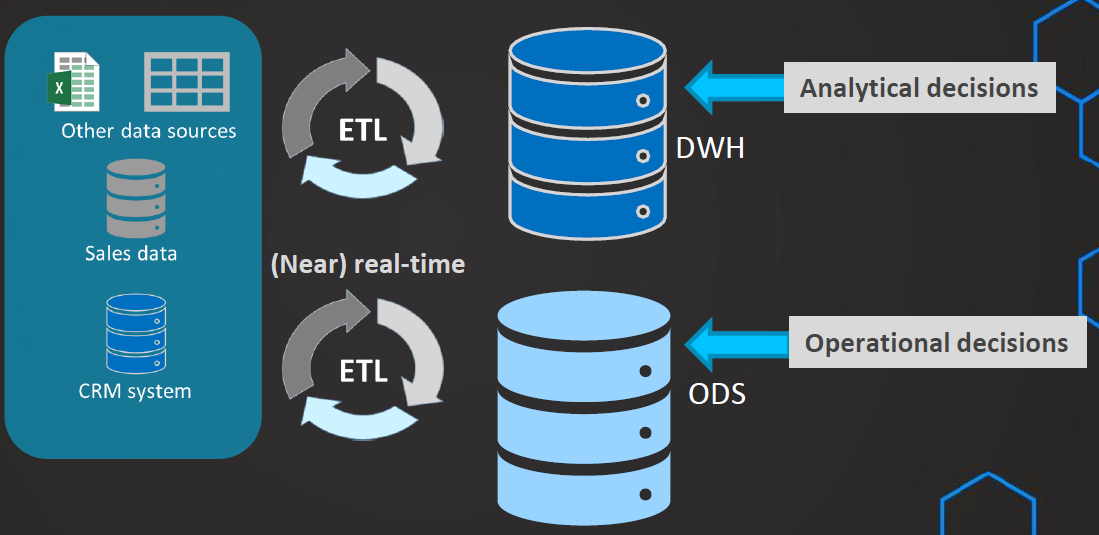 X
Other data sources
Sales data
CRM system
ETL
(Near) real-time
ETL
DWH
ODS
Analytical decisions
Operational decisions